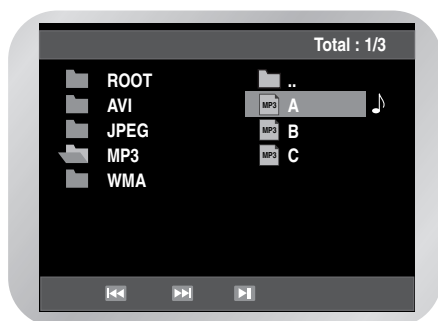 Total : 1/3
ROOT
AVI
JPEG
MP3
WMA
..
MP3 A
MP3 B
MP3 C